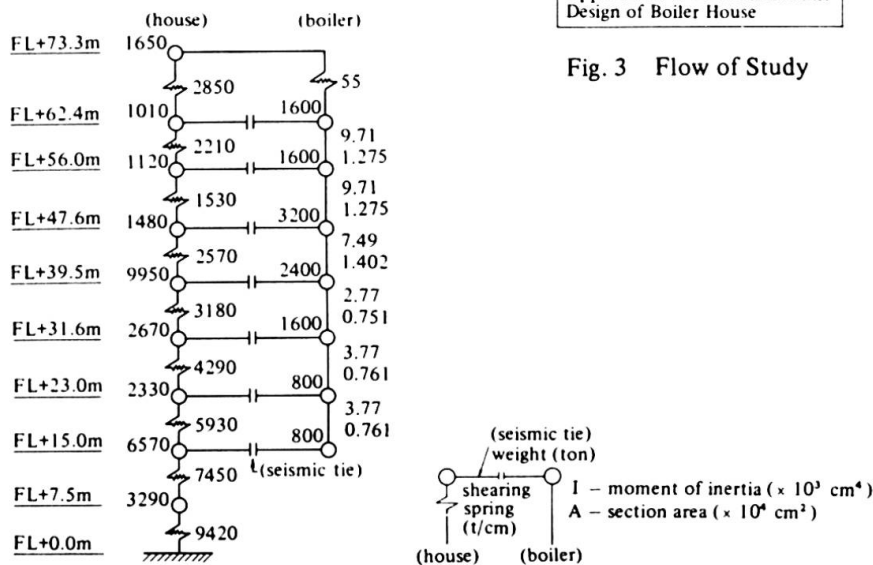 Design of Boiler House
Fig. 3 Flow of Study
(house) (boiler)
FL+73.3m 1650
2850 55
FL+62.4m 1010 1600
2210 9.71
1.275
FL+56.0m 1120 1600
1530 9.71
1.275
FL+47.6m 1480 3200
2570 7.49
1.402
FL+39.5m 9950 2400
3180 2.77
0.751
FL+31.6m 2670 1600
4290 3.77
0.761
FL+23.0m 2330 800
5930 3.77
0.761
FL+15.0m 6570 800
(seismic tie)
7450
FL+7.5m 3290
9420
FL+0.0m
(seismic tie)
weight (ton)
shearing
spring
(t/cm)
(house) (boiler)
I – moment of inertia (× 10³ cm⁴)
A – section area (× 10⁴ cm²)